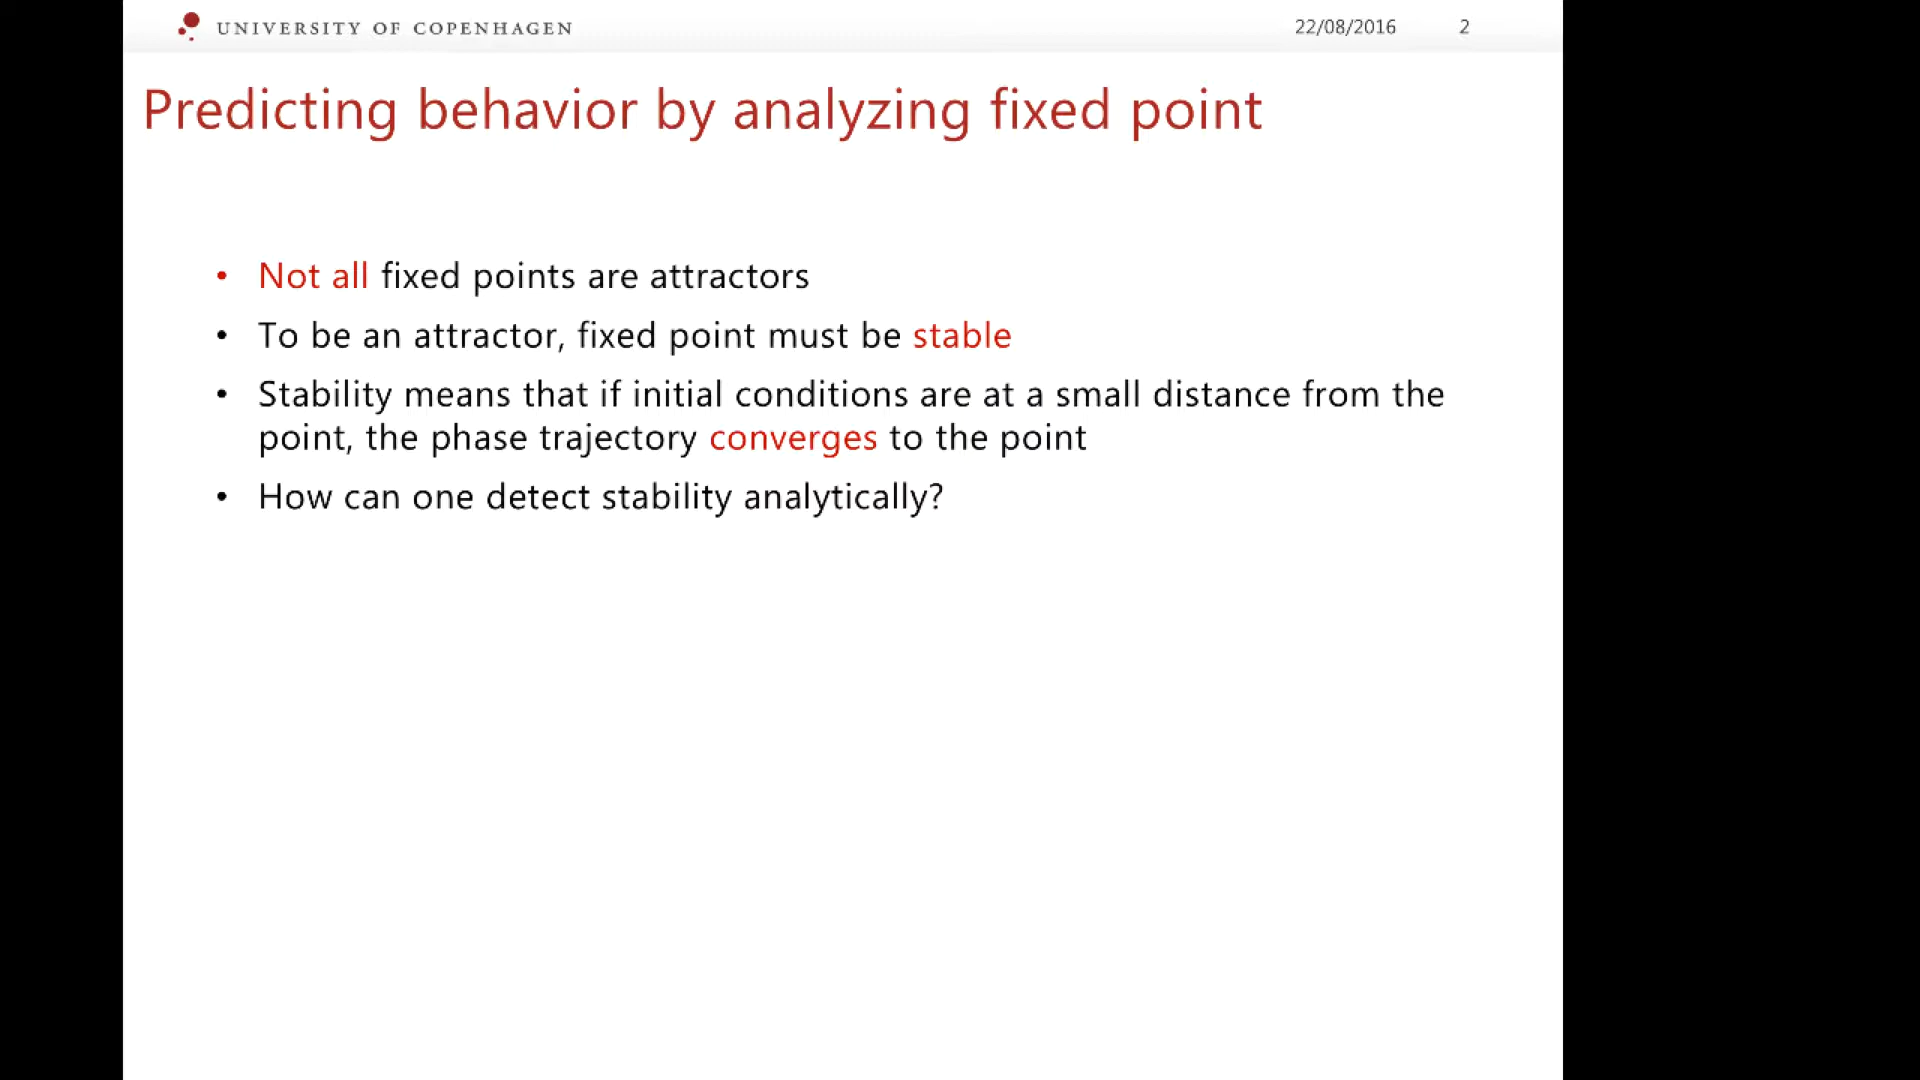 UNIVERSITY OF COPENHAGEN
22/08/2016 2
Predicting behavior by analyzing fixed point
• Not all fixed points are attractors
• To be an attractor, fixed point must be stable
• Stability means that if initial conditions are at a small distance from the
point, the phase trajectory converges to the point
• How can one detect stability analytically?